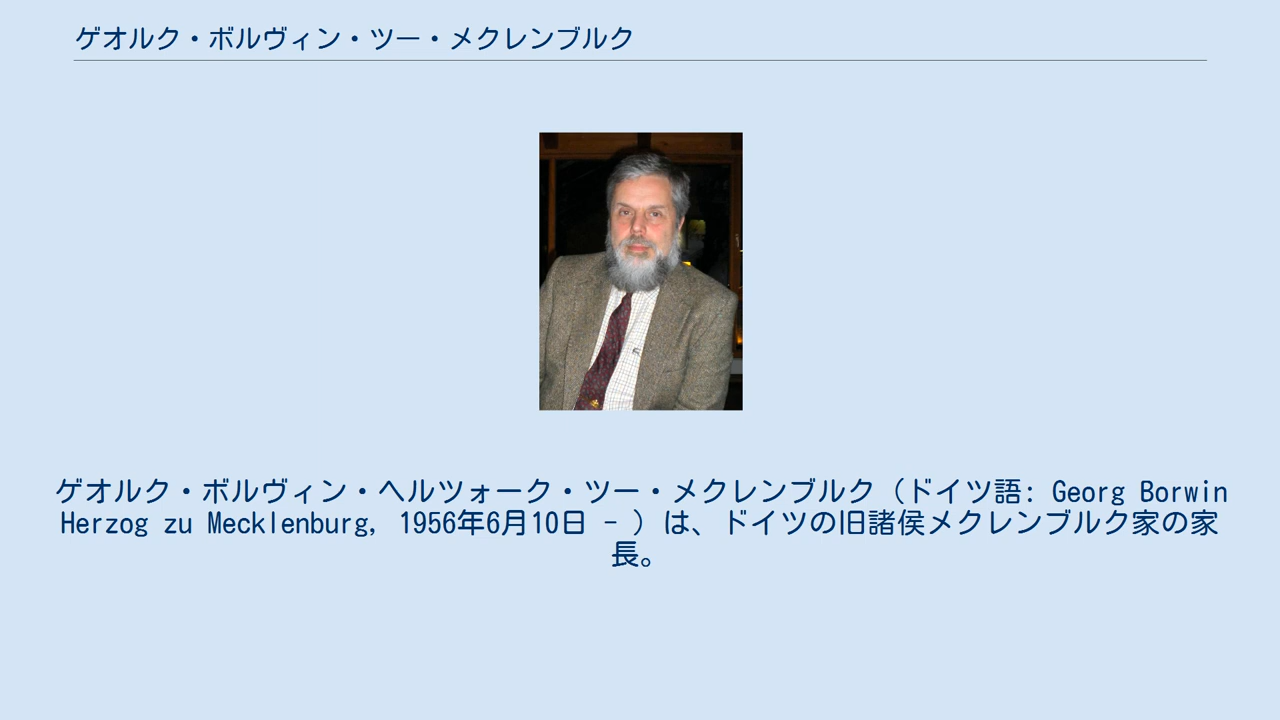 ゲオルク・ボルヴィン・ツー・メクレンブルク
ゲオルク・ボルヴィン・ヘルツォーク・ツー・メクレンブルク（ドイツ語: Georg Borwin
Herzog zu Mecklenburg, 1956年6月10日 - ）は、ドイツの旧諸侯メクレンブルク家の家
長。